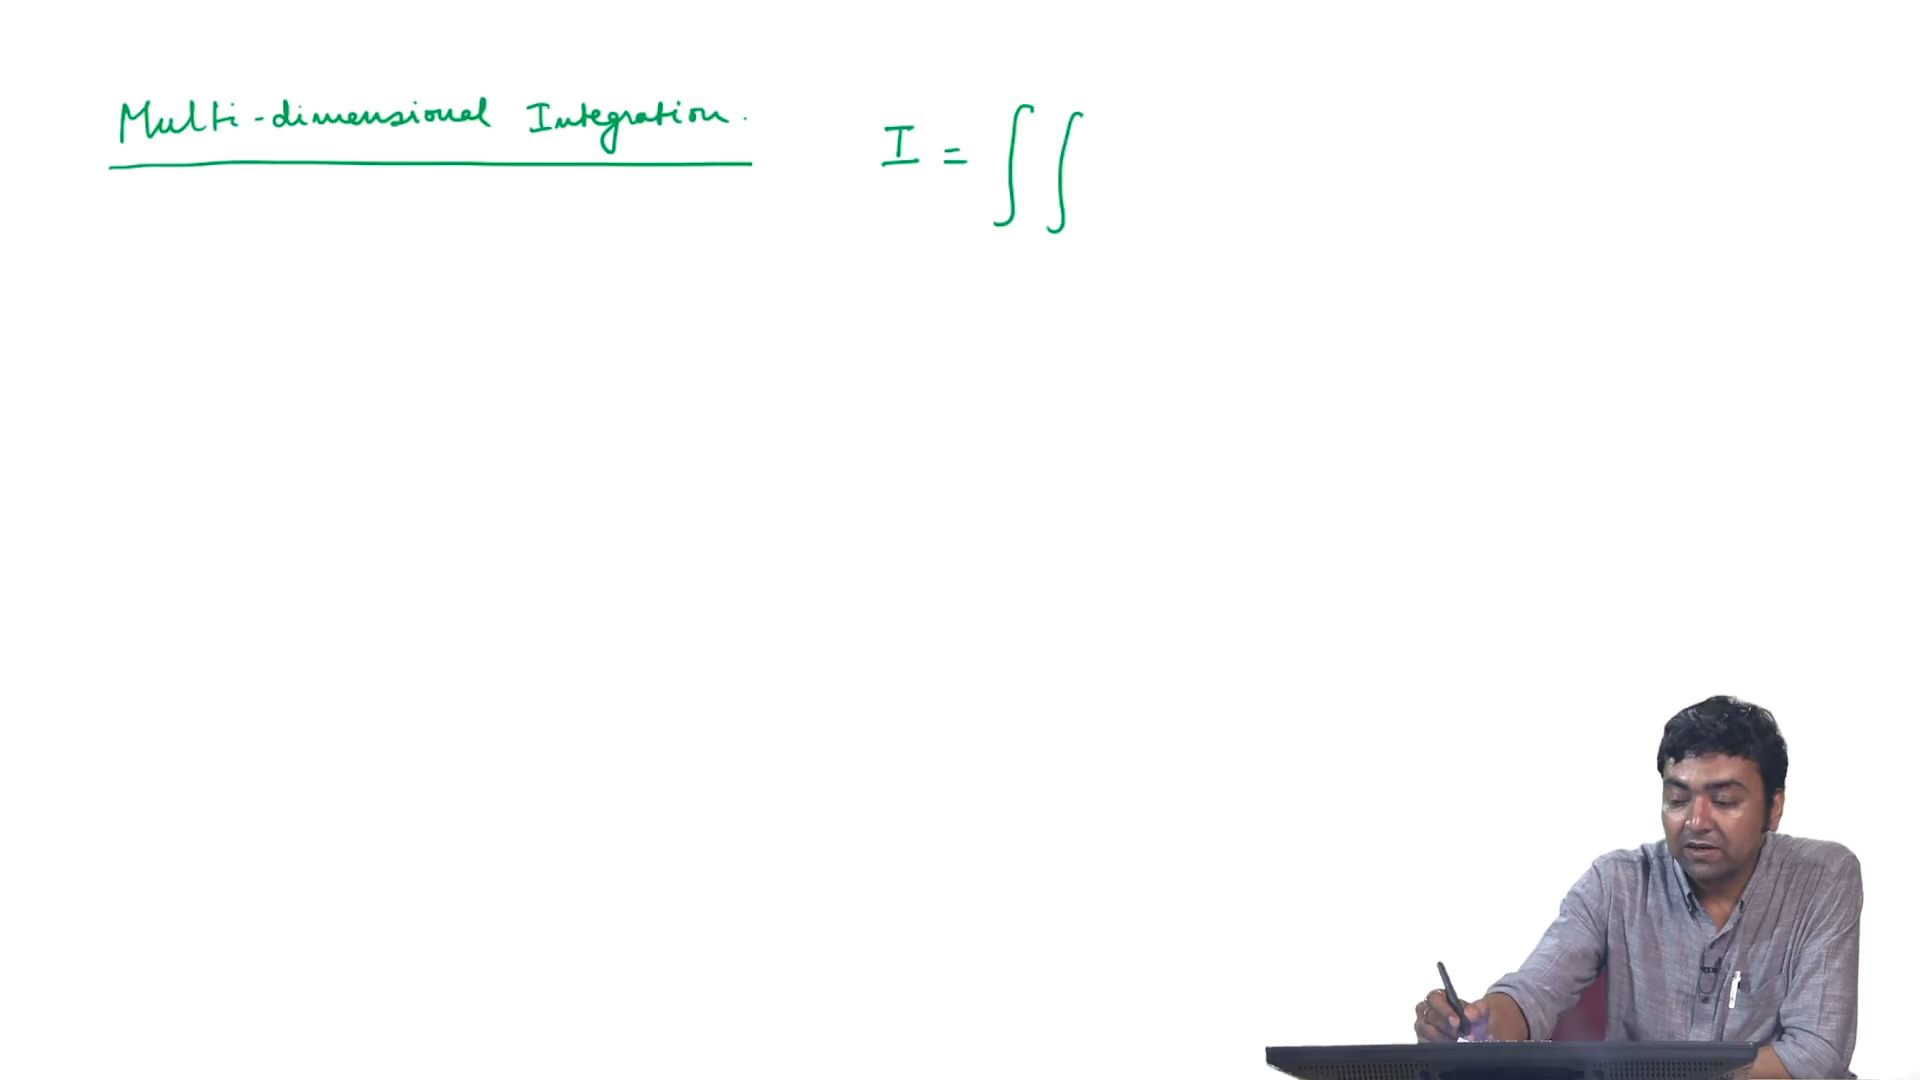 Multi-dimensional Integration.
I = ∫ ∫